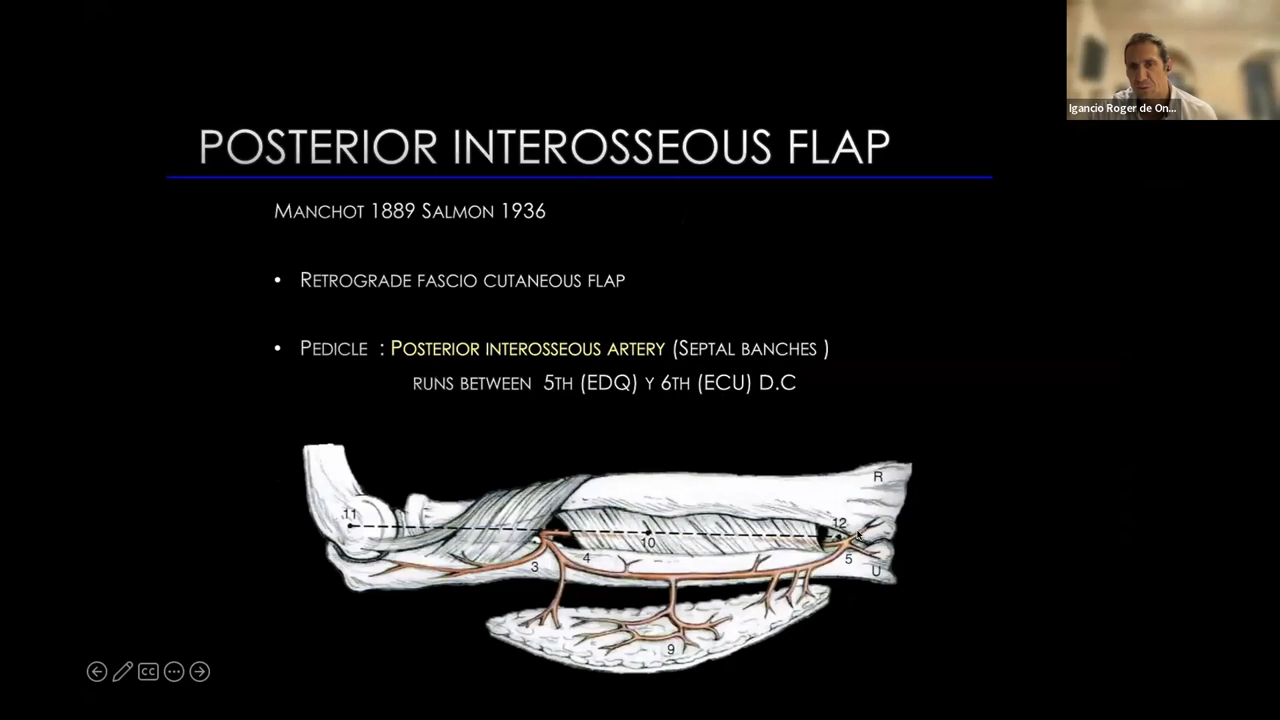 Igancio Roger de On...
POSTERIOR INTEROSSEOUS FLAP
MANCHOT 1889 SALMON 1936
• RETROGRADE FASCIO CUTANEOUS FLAP
• PEDICLE : POSTERIOR INTEROSSEOUS ARTERY (SEPTAL BANCHES )
RUNS BETWEEN 5TH (EDQ) Y 6TH (ECU) D.C
R
11
12
10
3
4
5
U
9
CC